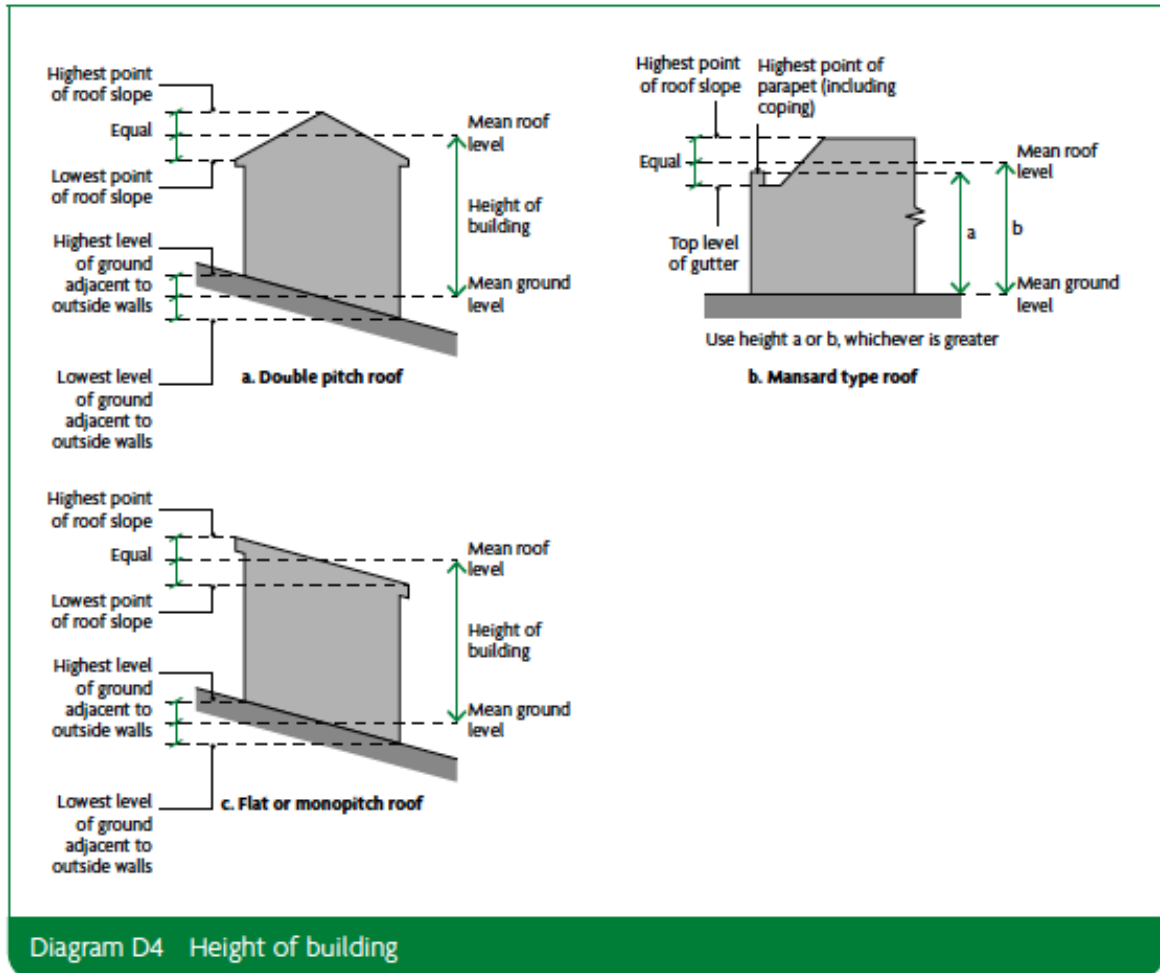 Highest point
of roof slope
Equal
Lowest point
of roof slope
Highest level
of ground
adjacent to
outside walls
Lowest level
of ground
adjacent to
outside walls
Mean roof
level
Height of
building
Mean ground
level
a. Double pitch roof
Highest point
of roof slope
Highest point of
parapet (including
coping)
Equal
Top level
of gutter
Mean roof
level
a
b
Mean ground
level
Use height a or b, whichever is greater
b. Mansard type roof
Highest point
of roof slope
Equal
Lowest point
of roof slope
Highest level
of ground
adjacent to
outside walls
Lowest level
of ground
adjacent to
outside walls
Mean roof
level
Height of
building
Mean ground
level
c. Flat or monopitch roof
Diagram D4 Height of building